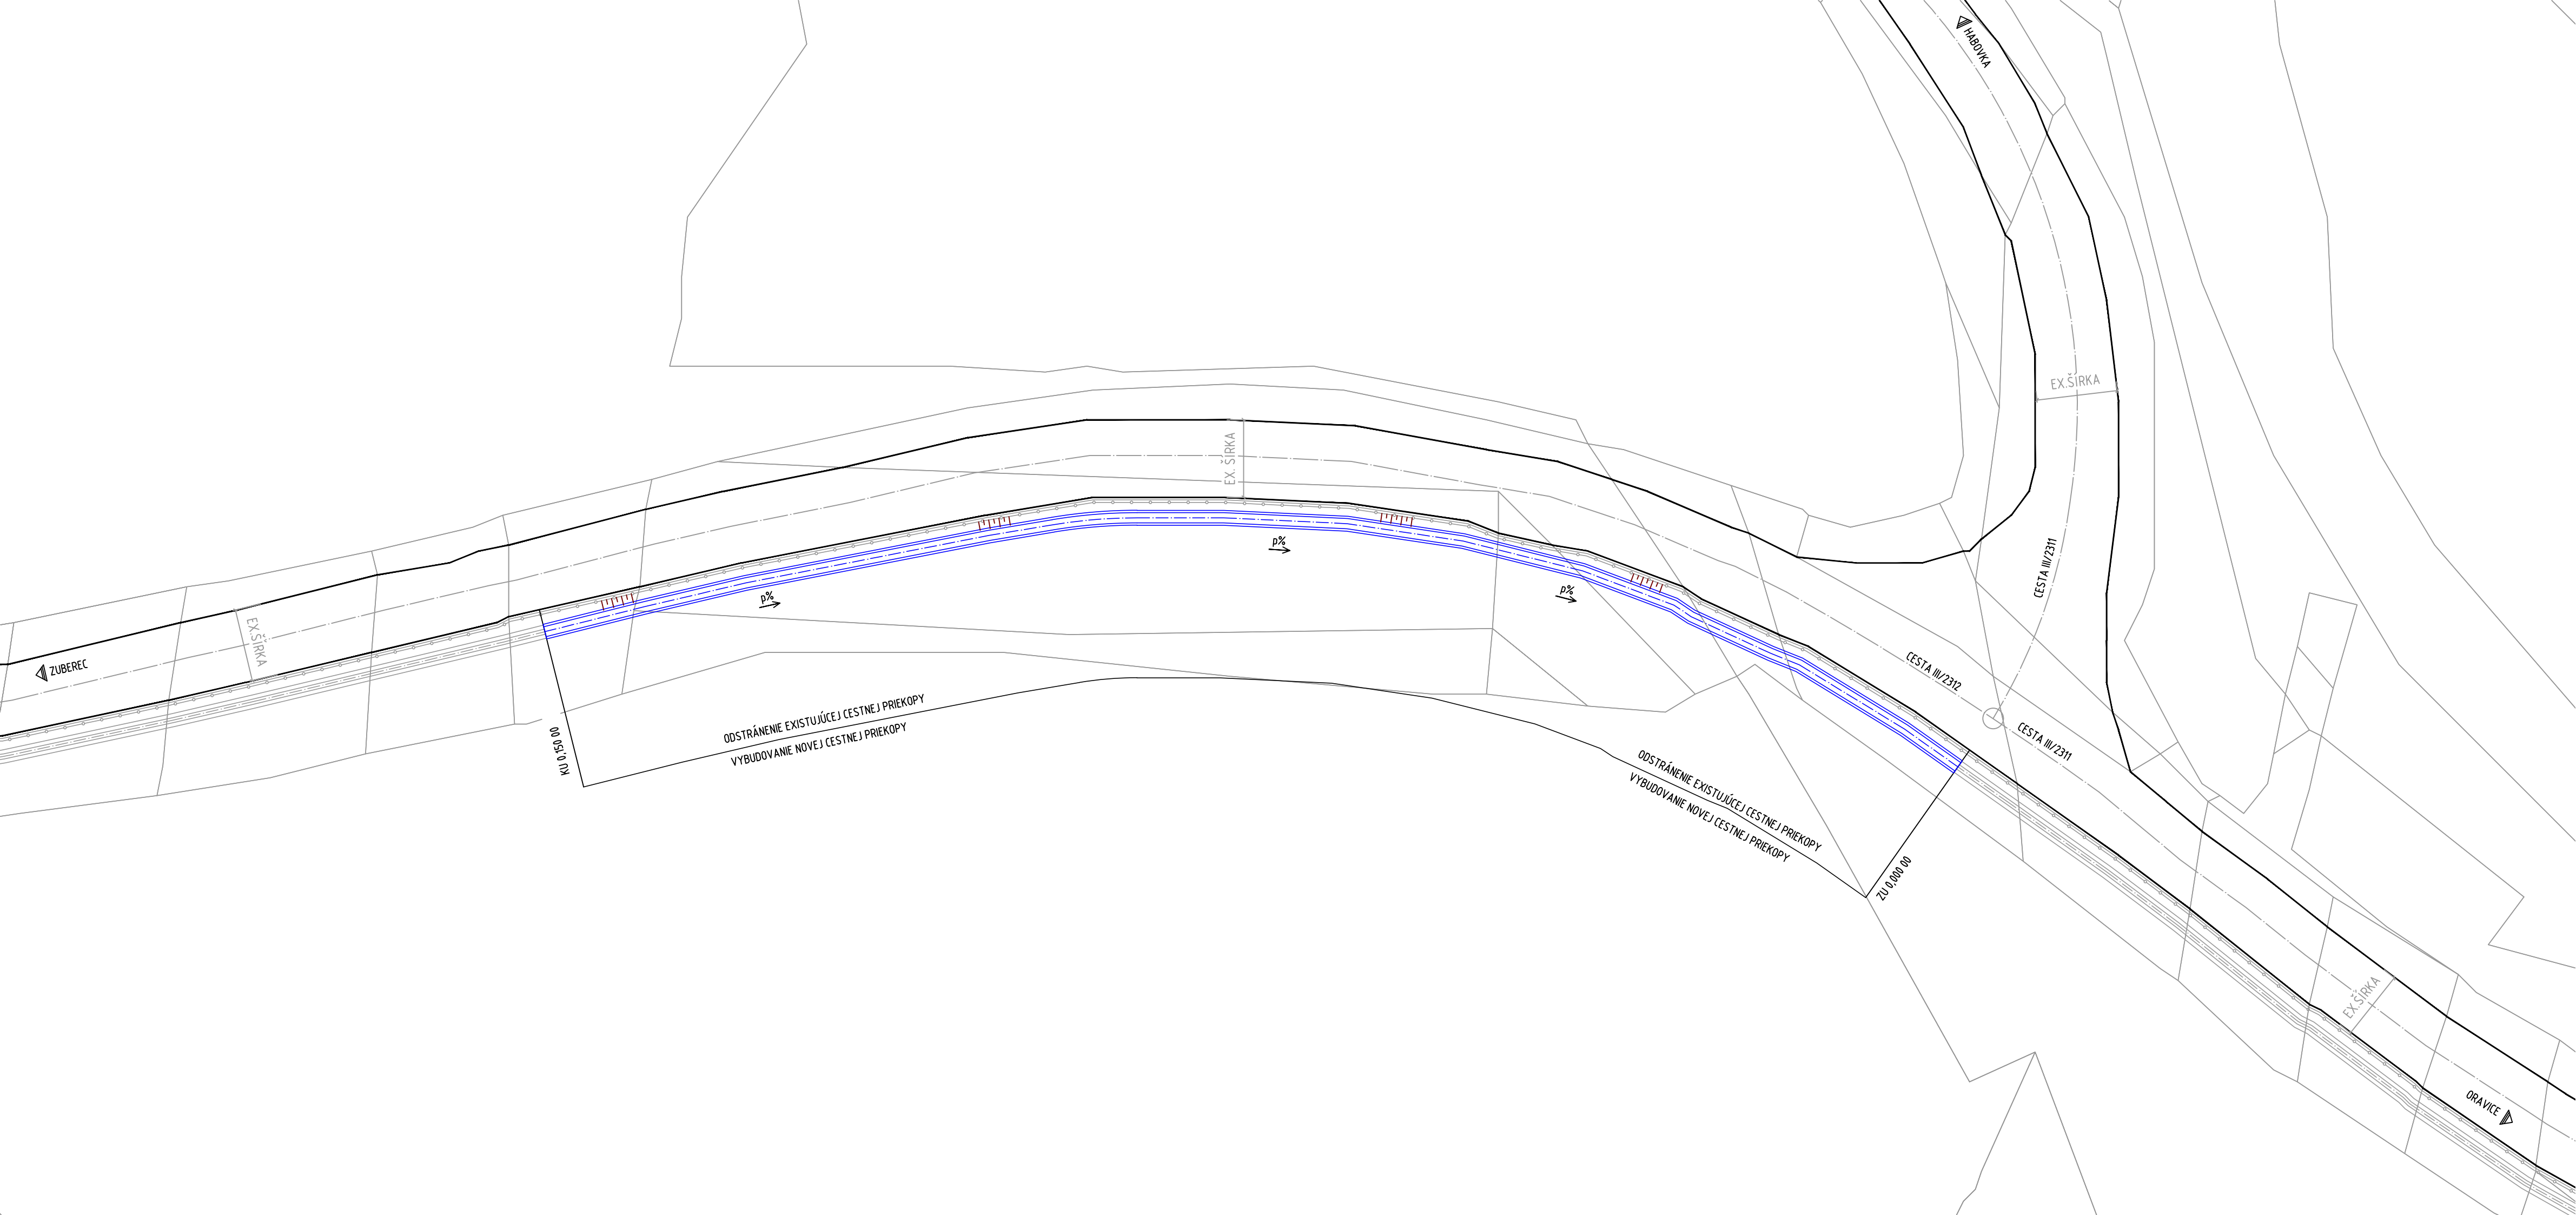 HABOVKA
EX.ŠÍRKA
EX. ŠÍRKA
CESTA III/2311
p%
p%
p%
EX.ŠÍRKA
ZUBEREC
CESTA III/2312
CESTA III/2311
ODSTRÁNENIE EXISTUJÚCEJ CESTNEJ PRIEKOPY
VYBUDOVANIE NOVEJ CESTNEJ PRIEKOPY
KU 0,150 00
ODSTRÁNENIE EXISTUJÚCEJ CESTNEJ PRIEKOPY
VYBUDOVANIE NOVEJ CESTNEJ PRIEKOPY
ZU 0,000 00
EX.ŠÍRKA
ORAVICE